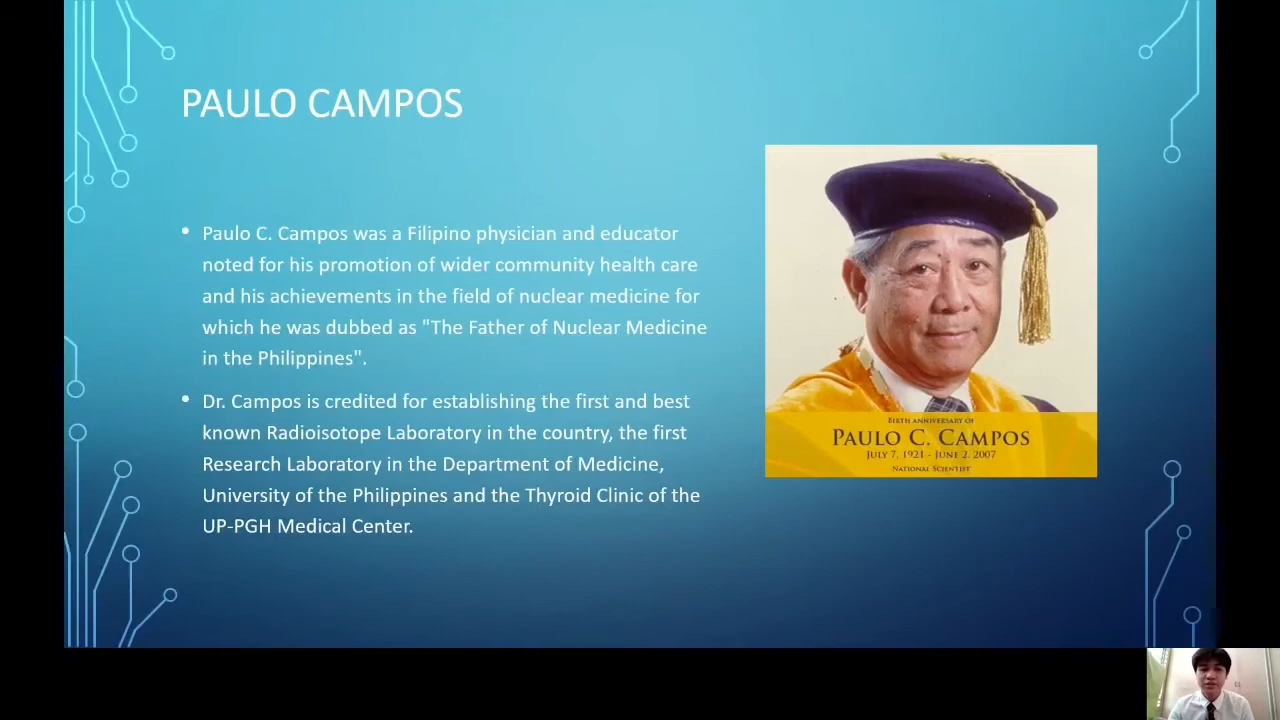 PAULO CAMPOS
• Paulo C. Campos was a Filipino physician and educator
noted for his promotion of wider community health care
and his achievements in the field of nuclear medicine for
which he was dubbed as "The Father of Nuclear Medicine
in the Philippines".
• Dr. Campos is credited for establishing the first and best
known Radioisotope Laboratory in the country, the first
Research Laboratory in the Department of Medicine,
University of the Philippines and the Thyroid Clinic of the
UP-PGH Medical Center.
BIRTH ANNIVERSARY OF
PAULO C. CAMPOS
JULY 7, 1921 - JUNE 2, 2007
NATIONAL SCIENTIST